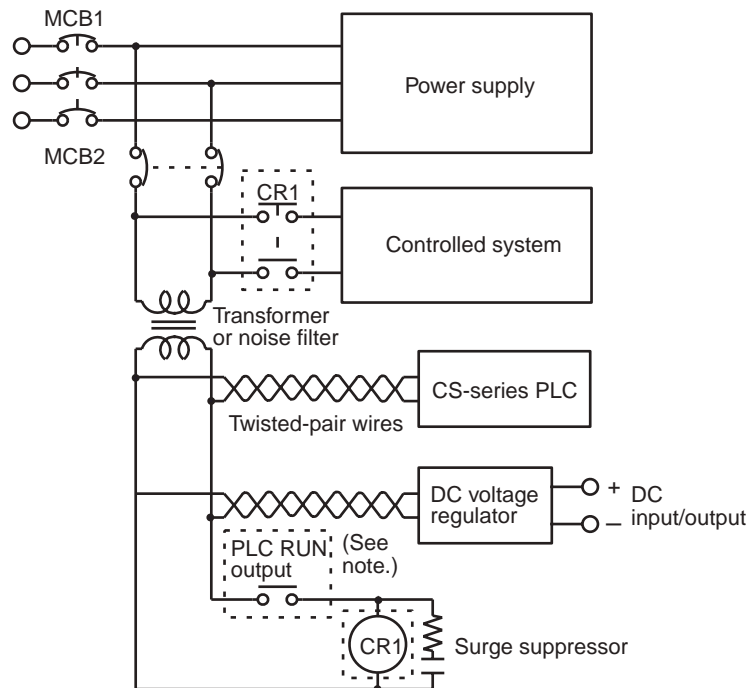 MCB1
Power supply
MCB2
CR1
Controlled system
Transformer
or noise filter
CS-series PLC
Twisted-pair wires
DC voltage
regulator
+
–
DC
input/output
PLC RUN
output
(See
note.)
CR1
Surge suppressor